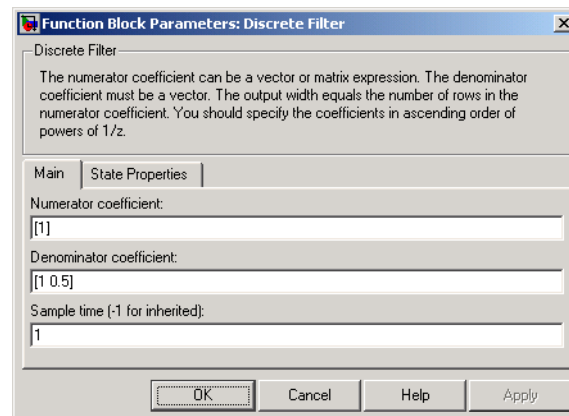 Function Block Parameters: Discrete Filter
Discrete Filter
The numerator coefficient can be a vector or matrix expression. The denominator
coefficient must be a vector. The output width equals the number of rows in the
numerator coefficient. You should specify the coefficients in ascending order of
powers of 1/z.
Main State Properties
Numerator coefficient:
[1]
Denominator coefficient:
[1 0.5]
Sample time (-1 for inherited):
1
OK Cancel Help Apply